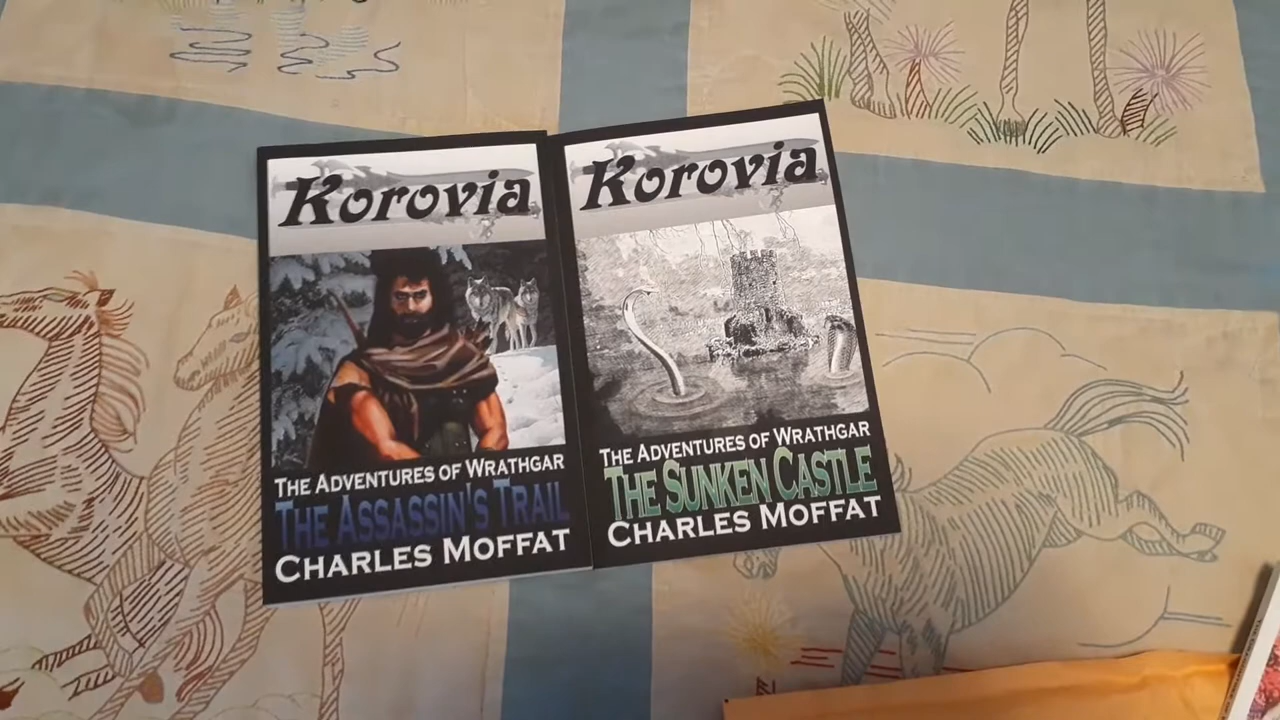 Korovia
THE ADVENTURES OF WRATHGAR
THE ASSASSIN'S TRAIL
CHARLES MOFFAT
Korovia
THE ADVENTURES OF WRATHGAR
THE SUNKEN CASTLE
CHARLES MOFFAT